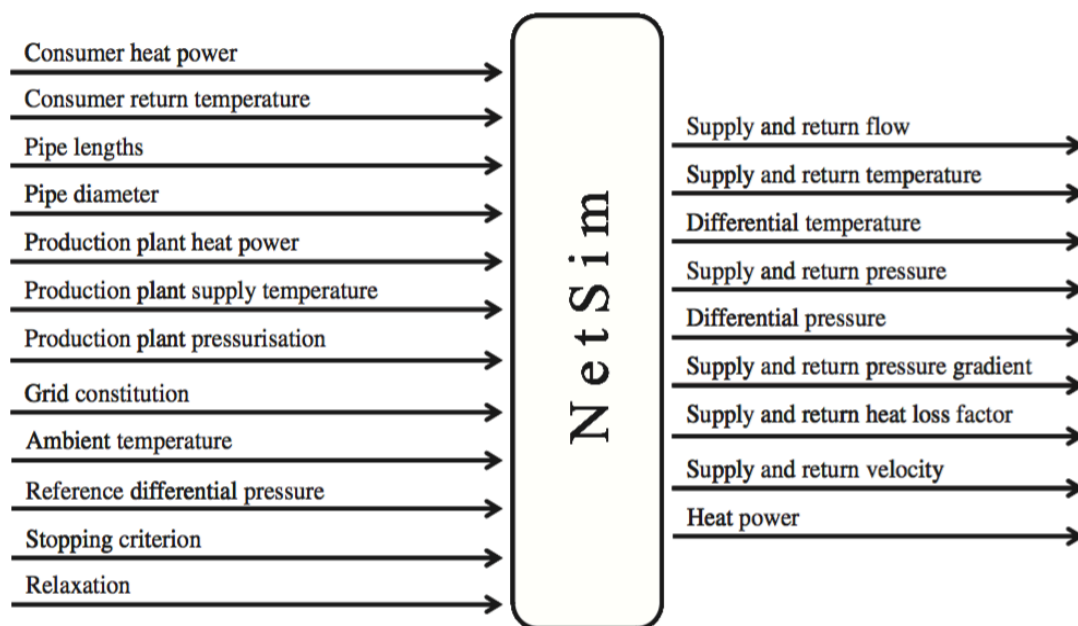 Consumer heat power
Consumer return temperature
Pipe lengths
Pipe diameter
Production plant heat power
Production plant supply temperature
Production plant pressurisation
Grid constitution
Ambient temperature
Reference differential pressure
Stopping criterion
Relaxation
NetSim
Supply and return flow
Supply and return temperature
Differential temperature
Supply and return pressure
Differential pressure
Supply and return pressure gradient
Supply and return heat loss factor
Supply and return velocity
Heat power